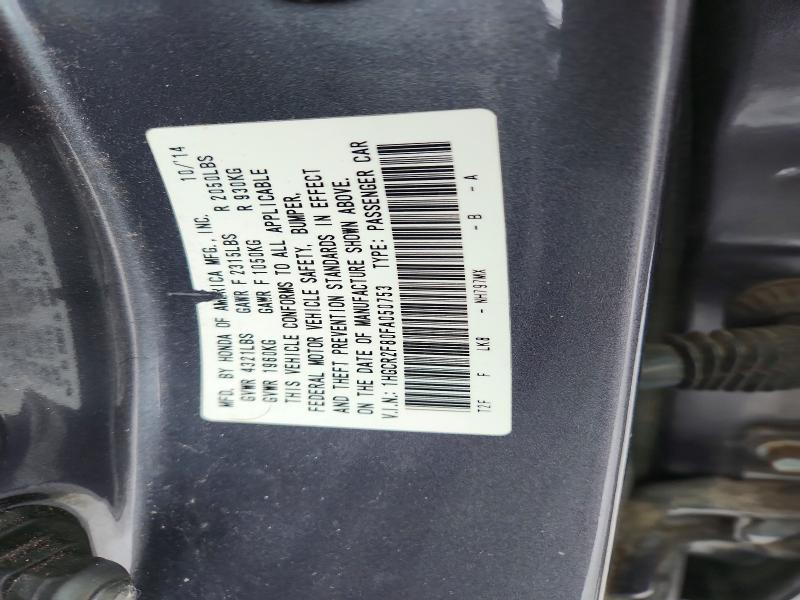 MFD. BY HONDA OF AMERICA MFG., INC. 10/14
GVWR 4321LBS GAWR F 2315LBS R 2050LBS
GVWR 1960KG GAWR F 1050KG R 930KG
THIS VEHICLE CONFORMS TO ALL APPLICABLE
FEDERAL MOTOR VEHICLE SAFETY, BUMPER,
AND THEFT PREVENTION STANDARDS IN EFFECT
ON THE DATE OF MANUFACTURE SHOWN ABOVE.
V.I.N.: 1HGCR2F80FA050753 TYPE: PASSENGER CAR
T2F F LKB - NH797MX - B - A